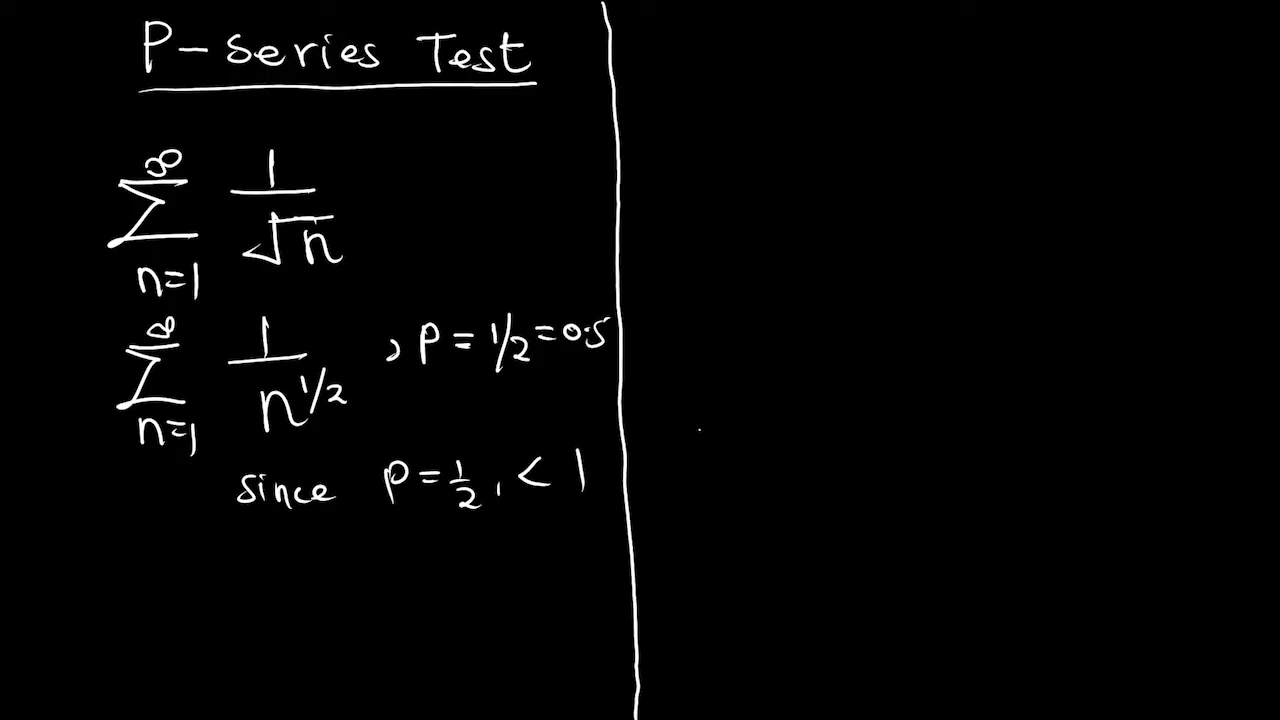 P-Series Test
∞
∑ 1/√n
n=1
∞
∑ 1/n^1/2 , P = 1/2 = 0.5
n=1
since P = 1/2, < 1